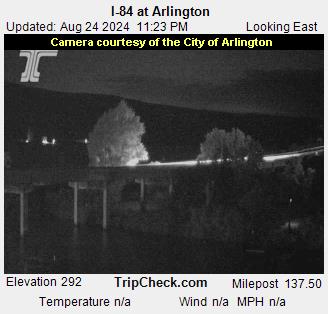 I-84 at Arlington
Updated: Aug 24 2024 11:23 PM Looking East
Camera courtesy of the City of Arlington
Elevation 292 TripCheck.com Milepost 137.50
Temperature n/a Wind n/a MPH n/a